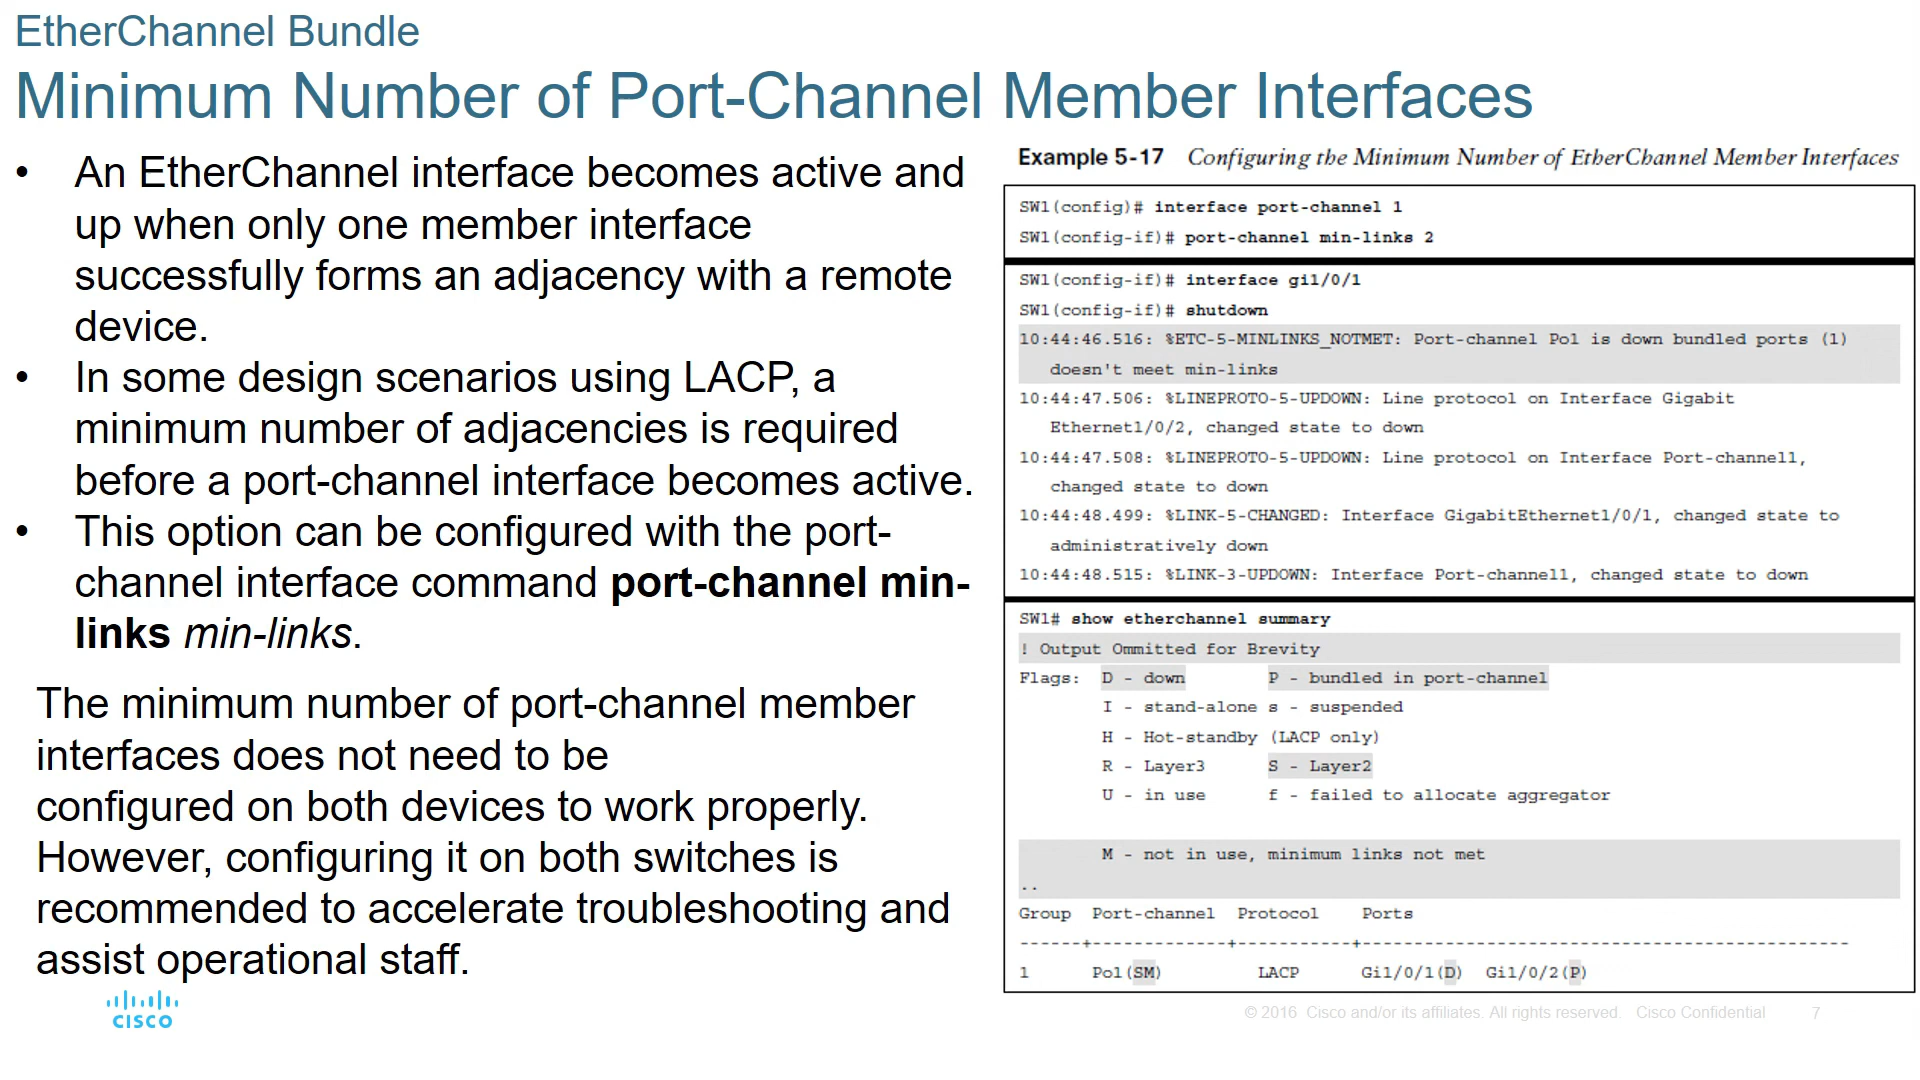 EtherChannel Bundle
Minimum Number of Port-Channel Member Interfaces
• An EtherChannel interface becomes active and
up when only one member interface
successfully forms an adjacency with a remote
device.
• In some design scenarios using LACP, a
minimum number of adjacencies is required
before a port-channel interface becomes active.
• This option can be configured with the port-
channel interface command port-channel min-
links min-links.
The minimum number of port-channel member
interfaces does not need to be
configured on both devices to work properly.
However, configuring it on both switches is
recommended to accelerate troubleshooting and
assist operational staff.
Example 5-17 Configuring the Minimum Number of EtherChannel Member Interfaces
SW1(config)# interface port-channel 1
SW1(config-if)# port-channel min-links 2
SW1(config-if)# interface gi1/0/1
SW1(config-if)# shutdown
10:44:46.516: %ETC-5-MINLINKS_NOTMET: Port-channel Po1 is down bundled ports (1)
doesn't meet min-links
10:44:47.506: %LINEPROTO-5-UPDOWN: Line protocol on Interface Gigabit
Ethernet1/0/2, changed state to down
10:44:47.508: %LINEPROTO-5-UPDOWN: Line protocol on Interface Port-channel1,
changed state to down
10:44:48.499: %LINK-5-CHANGED: Interface GigabitEthernet1/0/1, changed state to
administratively down
10:44:48.515: %LINK-3-UPDOWN: Interface Port-channel1, changed state to down
SW1# show etherchannel summary
! Output Ommitted for Brevity
Flags: D - down P - bundled in port-channel
I - stand-alone s - suspended
H - Hot-standby (LACP only)
R - Layer3 S - Layer2
U - in use f - failed to allocate aggregator
M - not in use, minimum links not met
..
Group Port-channel Protocol Ports
------+-------------+-----------+-----------------------------------------------
1 Po1(SM) LACP Gi1/0/1(D) Gi1/0/2(P)
CISCO
© 2016 Cisco and/or its affiliates. All rights reserved. Cisco Confidential 7